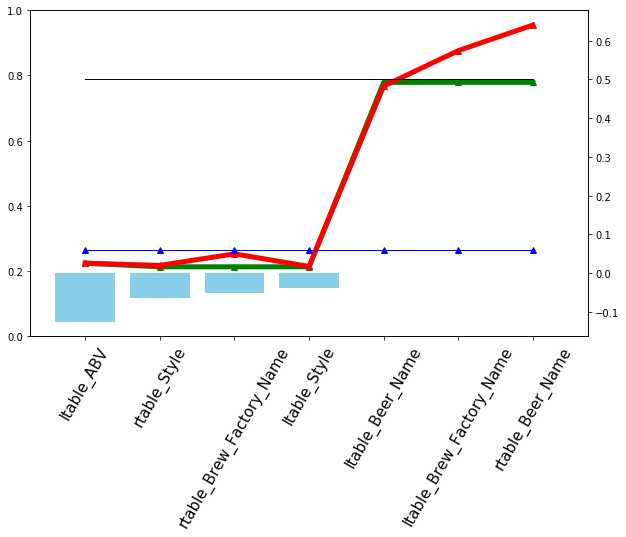 1.0
0.8
0.6
0.4
0.2
0.0
0.6
0.5
0.4
0.3
0.2
0.1
0.0
−0.1
ltable_ABV
rtable_Style
rtable_Brew_Factory_Name
ltable_Style
ltable_Beer_Name
ltable_Brew_Factory_Name
rtable_Beer_Name